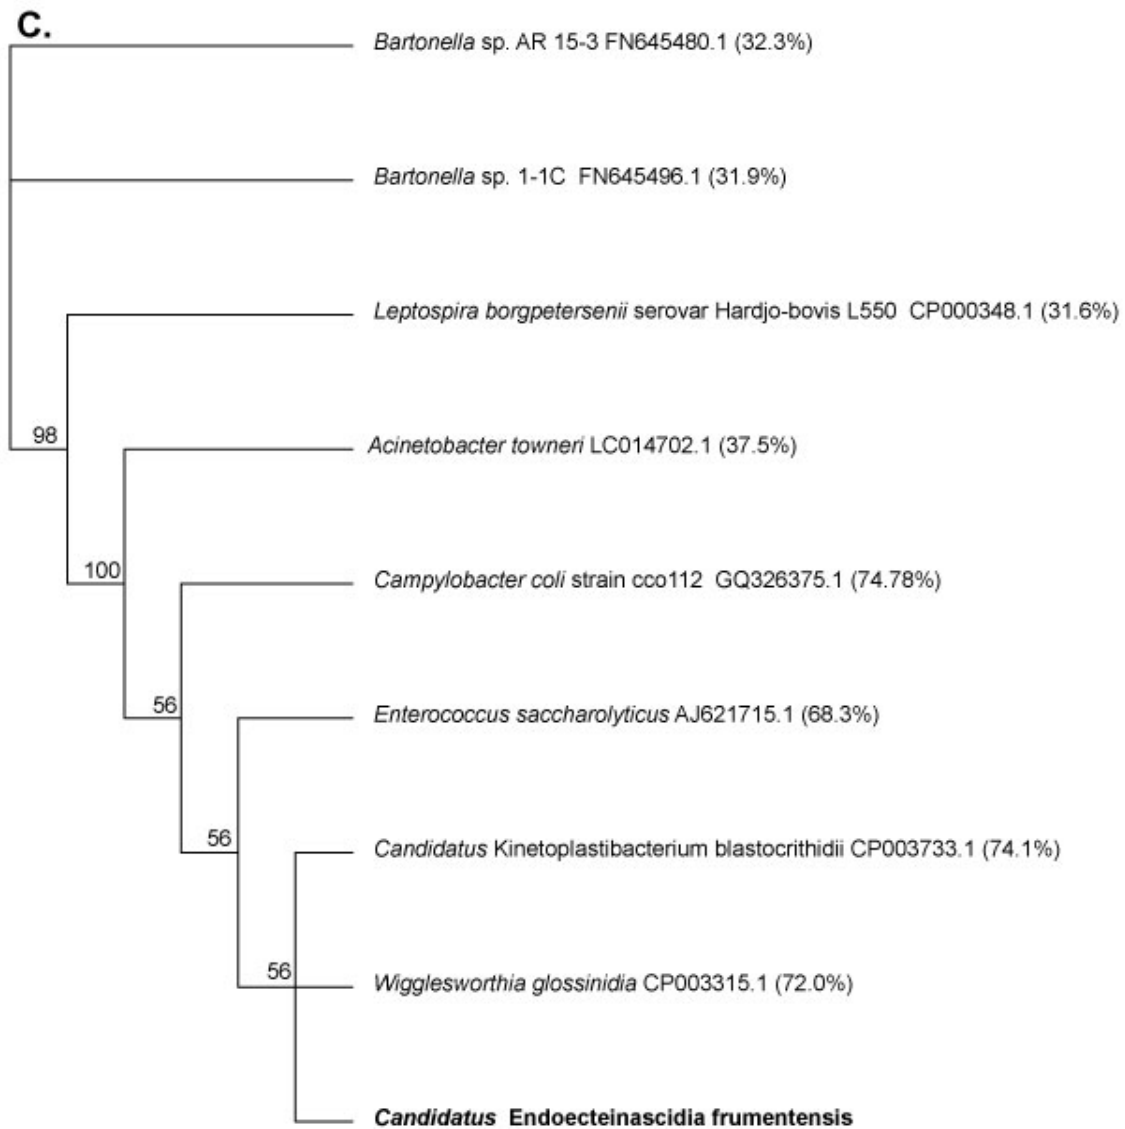 C.
Bartonella sp. AR 15-3 FN645480.1 (32.3%)
Bartonella sp. 1-1C FN645496.1 (31.9%)
Leptospira borgpetersenii serovar Hardjo-bovis L550 CP000348.1 (31.6%)
98
Acinetobacter towneri LC014702.1 (37.5%)
100
Campylobacter coli strain cco112 GQ326375.1 (74.78%)
56
Enterococcus saccharolyticus AJ621715.1 (68.3%)
56
Candidatus Kinetoplastibacterium blastocrithidii CP003733.1 (74.1%)
56
Wigglesworthia glossinidia CP003315.1 (72.0%)
Candidatus Endoecteinascidia frumentensis